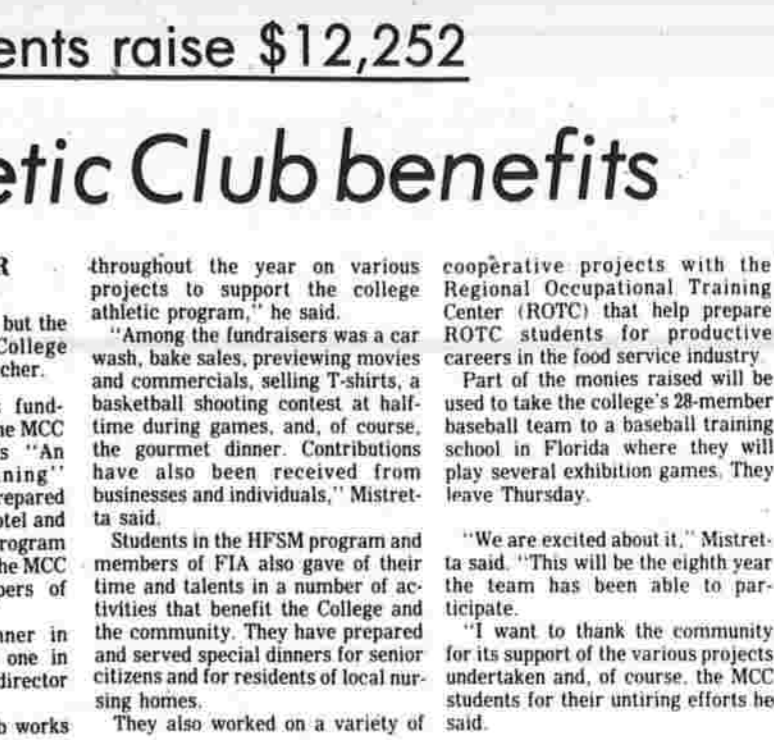 ents raise $12,252
etic Club benefits
R
but the
College
cher.
fund-
he MCC
s "An
ning"
repared
otel and
rogram
he MCC
bers of
nner in
one in
director
b works
throughout the year on various
projects to support the college
athletic program," he said.
"Among the fundraisers was a car
wash, bake sales, previewing movies
and commercials, selling T-shirts, a
basketball shooting contest at half-
time during games, and, of course,
the gourmet dinner. Contributions
have also been received from
businesses and individuals," Mistret-
ta said.
Students in the HFSM program and
members of FIA also gave of their
time and talents in a number of ac-
tivities that benefit the College and
the community. They have prepared
and served special dinners for senior
citizens and for residents of local nur-
sing homes.
They also worked on a variety of
cooperative projects with the
Regional Occupational Training
Center (ROTC) that help prepare
ROTC students for productive
careers in the food service industry.
Part of the monies raised will be
used to take the college's 28-member
baseball team to a baseball training
school in Florida where they will
play several exhibition games. They
leave Thursday.
"We are excited about it," Mistret-
ta said. "This will be the eighth year
the team has been able to par-
ticipate.
"I want to thank the community
for its support of the various projects
undertaken and, of course, the MCC
students for their untiring efforts he
said.